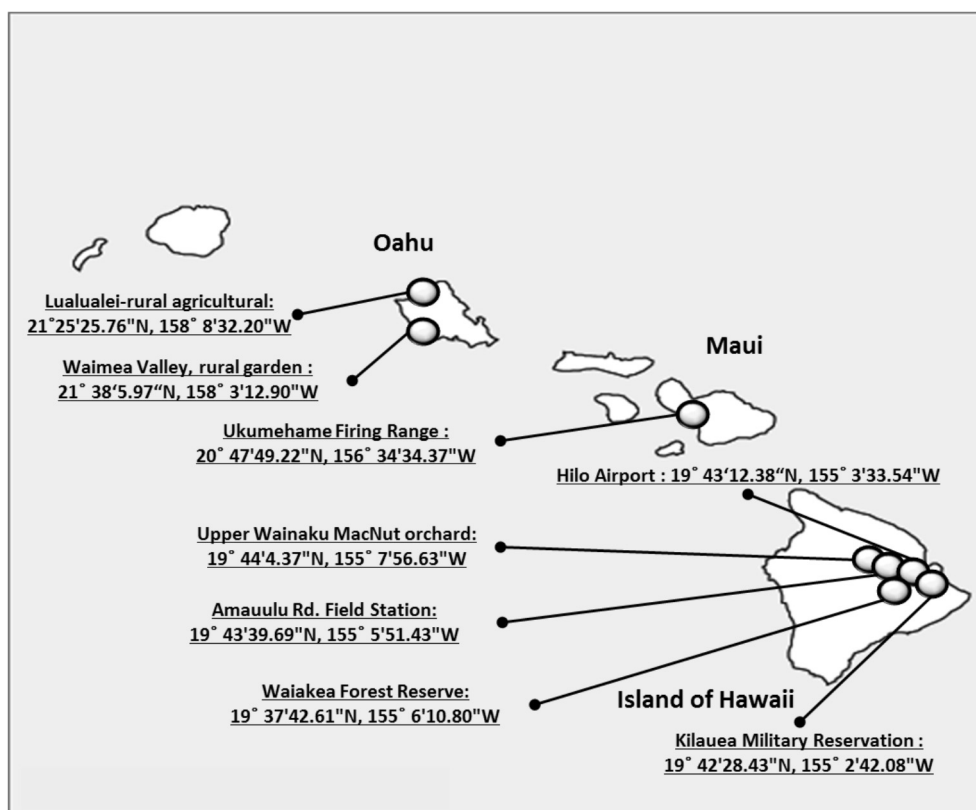 Oahu
Lualualei-rural agricultural:
21˚25'25.76"N, 158˚ 8'32.20"W
Waimea Valley, rural garden :
21˚ 38‘5.97“N, 158˚ 3'12.90"W
Maui
Ukumehame Firing Range :
20˚ 47'49.22"N, 156˚ 34'34.37"W
Hilo Airport : 19˚ 43‘12.38“N, 155˚ 3'33.54"W
Upper Wainaku MacNut orchard:
19˚ 44'4.37"N, 155˚ 7'56.63"W
Amauulu Rd. Field Station:
19˚ 43'39.69"N, 155˚ 5'51.43"W
Waiakea Forest Reserve:
19˚ 37'42.61"N, 155˚ 6'10.80"W
Island of Hawaii
Kilauea Military Reservation :
19˚ 42'28.43"N, 155˚ 2'42.08"W